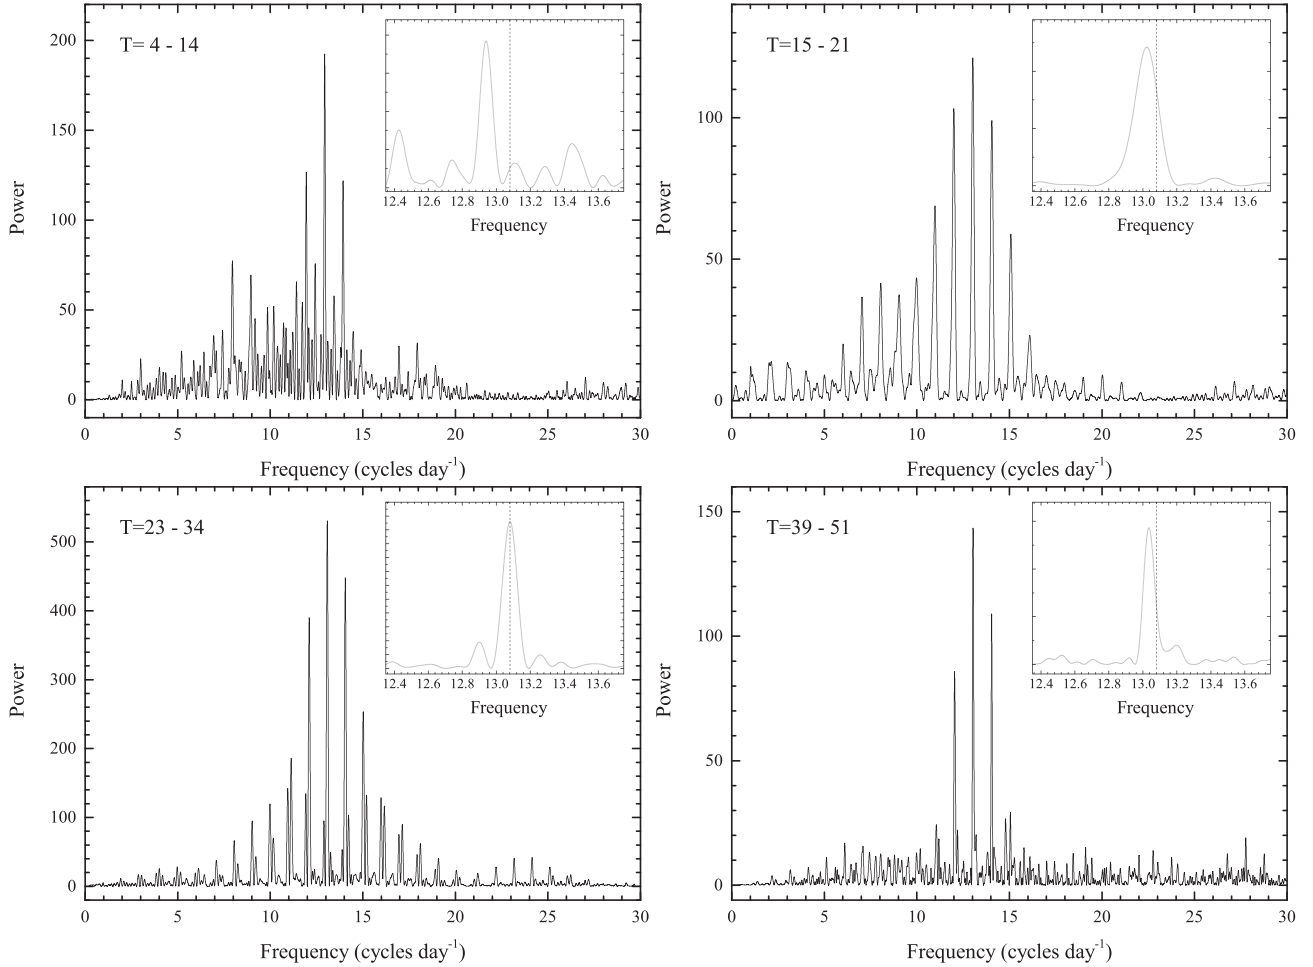 T= 4 - 14
200
150
100
50
0
Power
0 5 10 15 20 25 30
Frequency (cycles day-1)
12.4 12.6 12.8 13.0 13.2 13.4 13.6
Frequency
T=15 - 21
100
50
0
Power
0 5 10 15 20 25 30
Frequency (cycles day-1)
12.4 12.6 12.8 13.0 13.2 13.4 13.6
Frequency
T=23 - 34
500
400
300
200
100
0
Power
0 5 10 15 20 25 30
Frequency (cycles day-1)
12.4 12.6 12.8 13.0 13.2 13.4 13.6
Frequency
T=39 - 51
150
100
50
0
Power
0 5 10 15 20 25 30
Frequency (cycles day-1)
12.4 12.6 12.8 13.0 13.2 13.4 13.6
Frequency